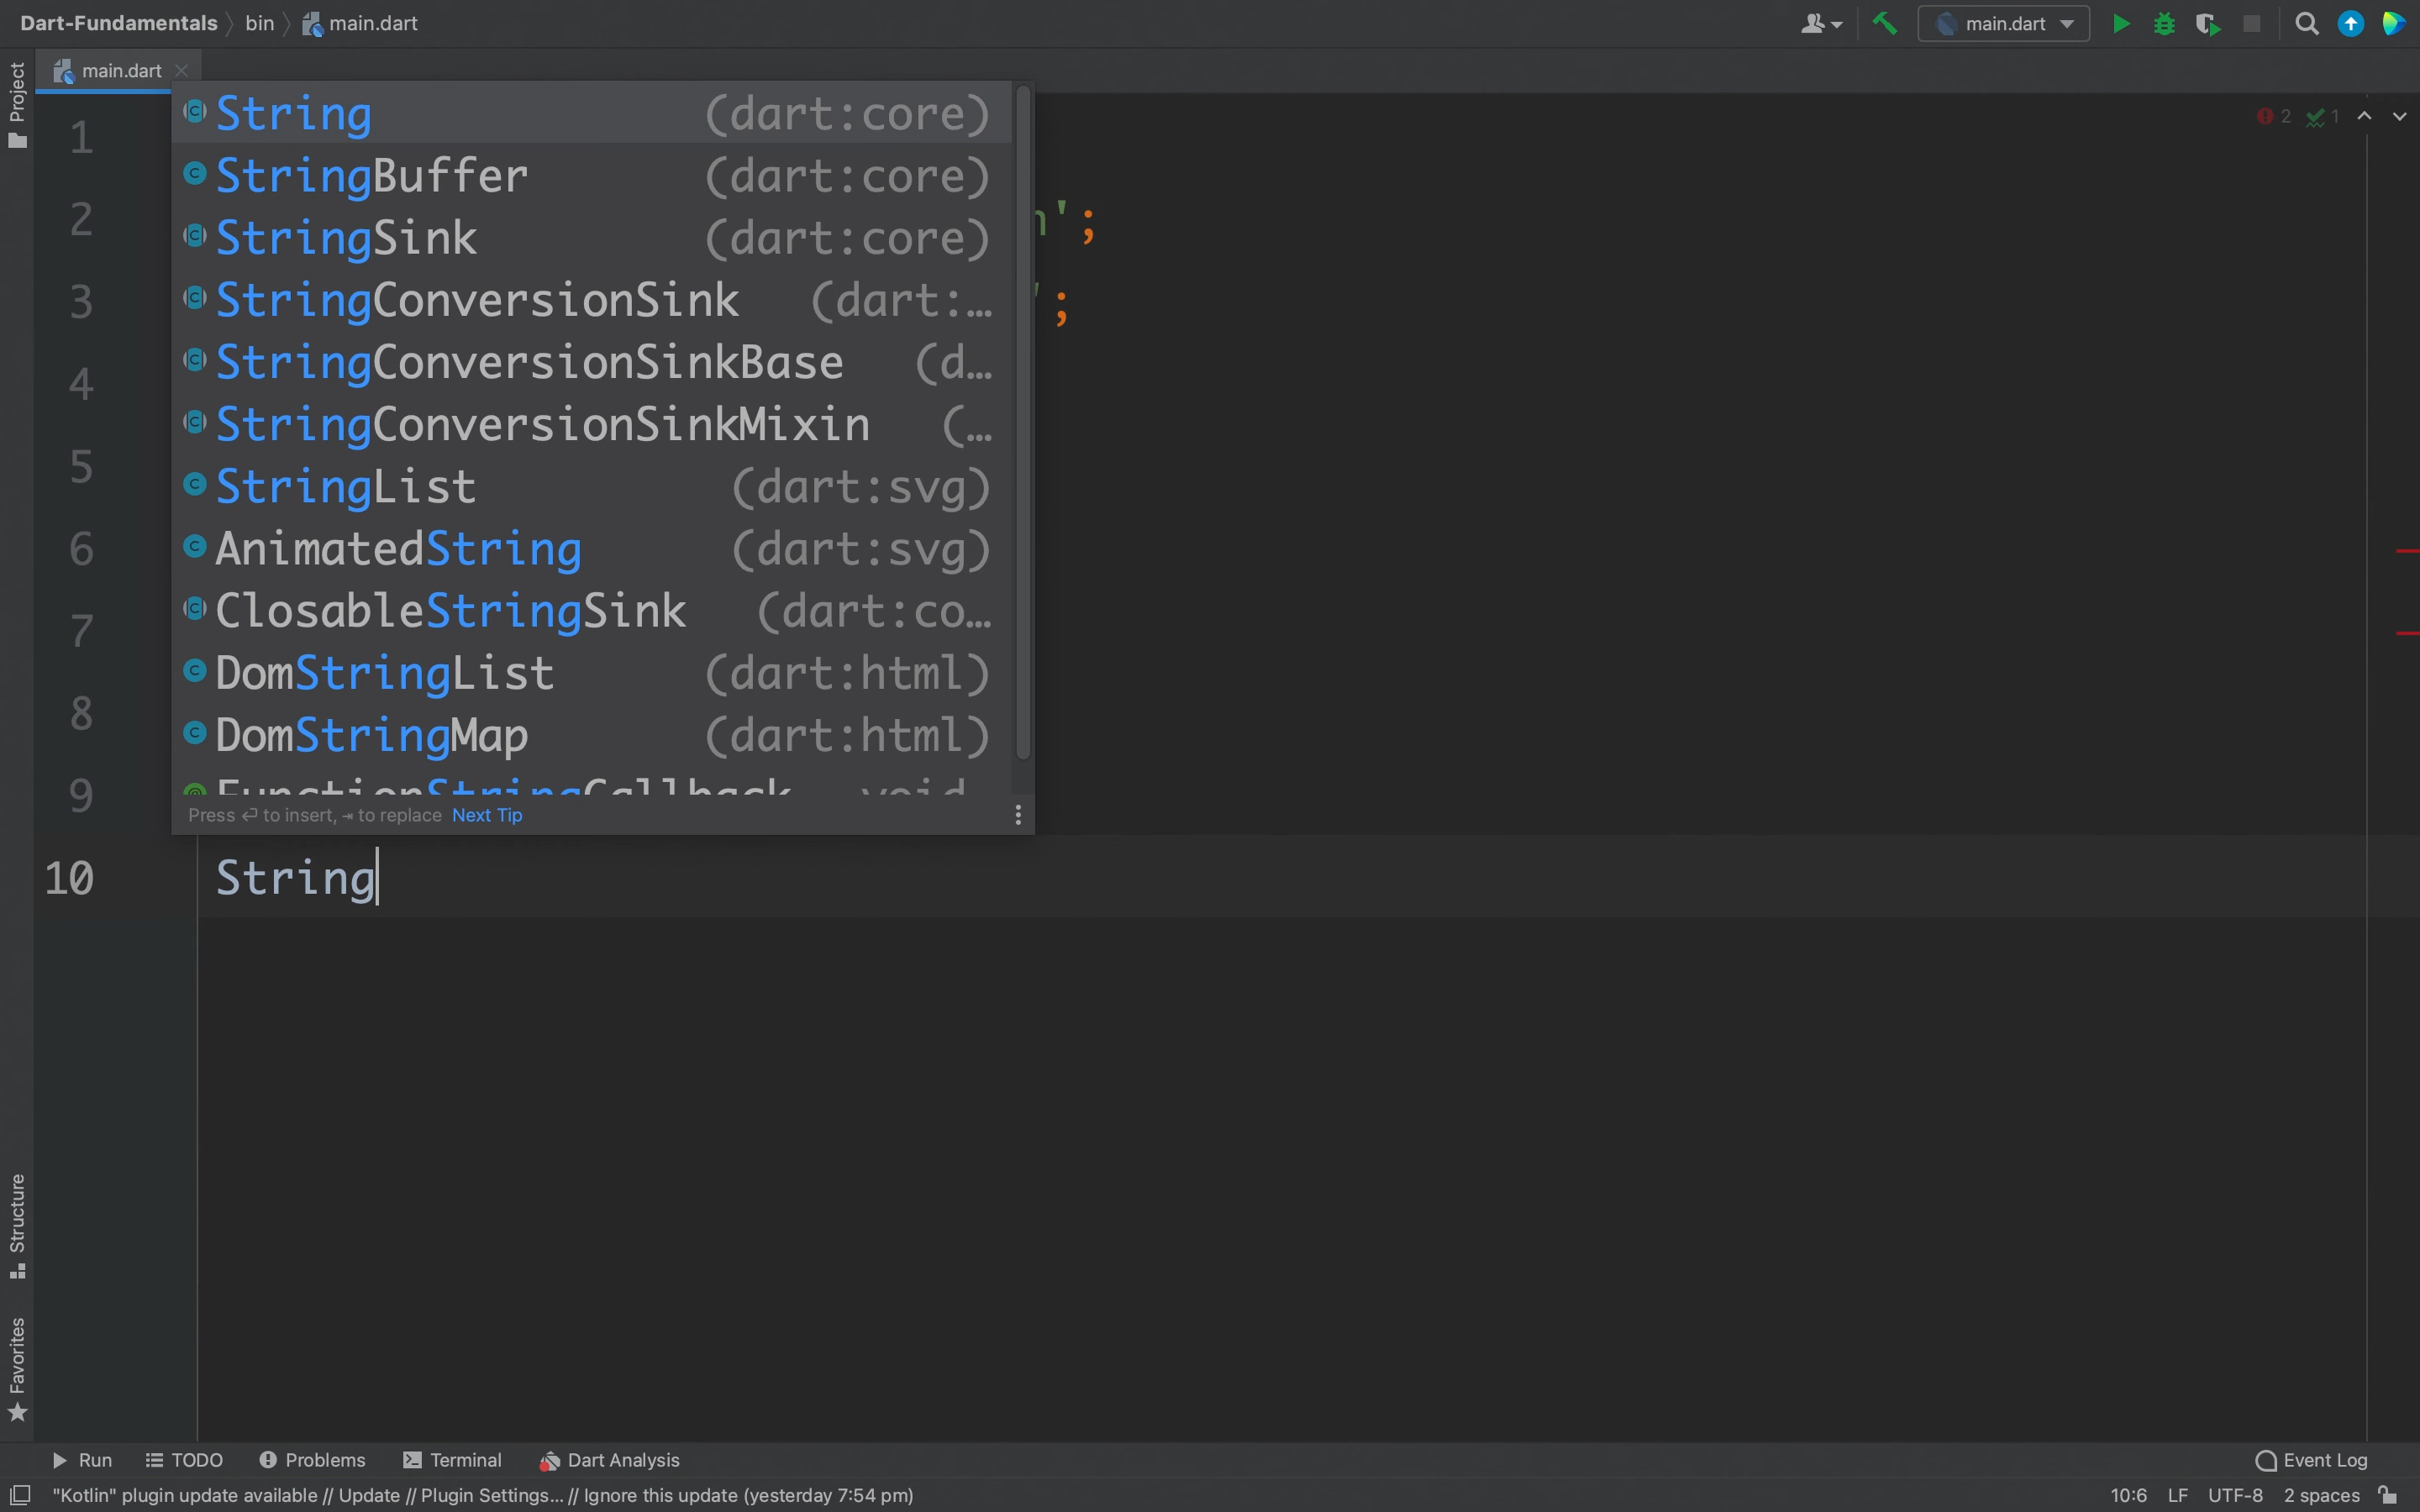 Dart-Fundamentals bin main.dart
main.dart
main.dart
Project
2 1
1
2
3
4
5
6
7
8
9
10
n';
';
String (dart:core)
StringBuffer (dart:core)
StringSink (dart:core)
StringConversionSink (dart:…
StringConversionSinkBase (d…
StringConversionSinkMixin (…
StringList (dart:svg)
AnimatedString (dart:svg)
ClosableStringSink (dart:co…
DomStringList (dart:html)
DomStringMap (dart:html)
FunctionStringCallback void
Press ↵ to insert, ⇥ to replace Next Tip
String
Structure
Favorites
Run TODO Problems Terminal Dart Analysis Event Log
"Kotlin" plugin update available // Update // Plugin Settings... // Ignore this update (yesterday 7:54 pm) 10:6 LF UTF-8 2 spaces